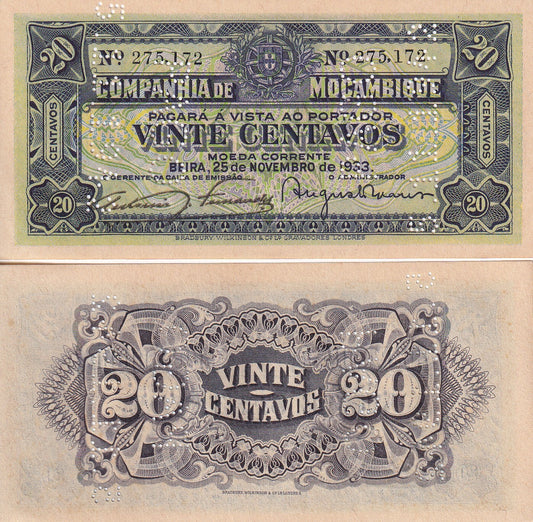 20 Nº 275.172 Nº 275.172 20
COMPANHIA DE MOÇAMBIQUE
PAGARÁ Á VISTA AO PORTADOR
CENTAVOS VINTE CENTAVOS CENTAVOS
MOEDA CORRENTE
BEIRA, 25 DE NOVEMBRO DE 1933
O GERENTE DA CAIXA DE EMISSÃO O ADMINISTRADOR
20 20
BRADBURY, WILKINSON & Cº Lᴰ GRAVADORES LONDRES
20 VINTE CENTAVOS 20
BRADBURY, WILKINSON & Cº Lᴰ LONDRES